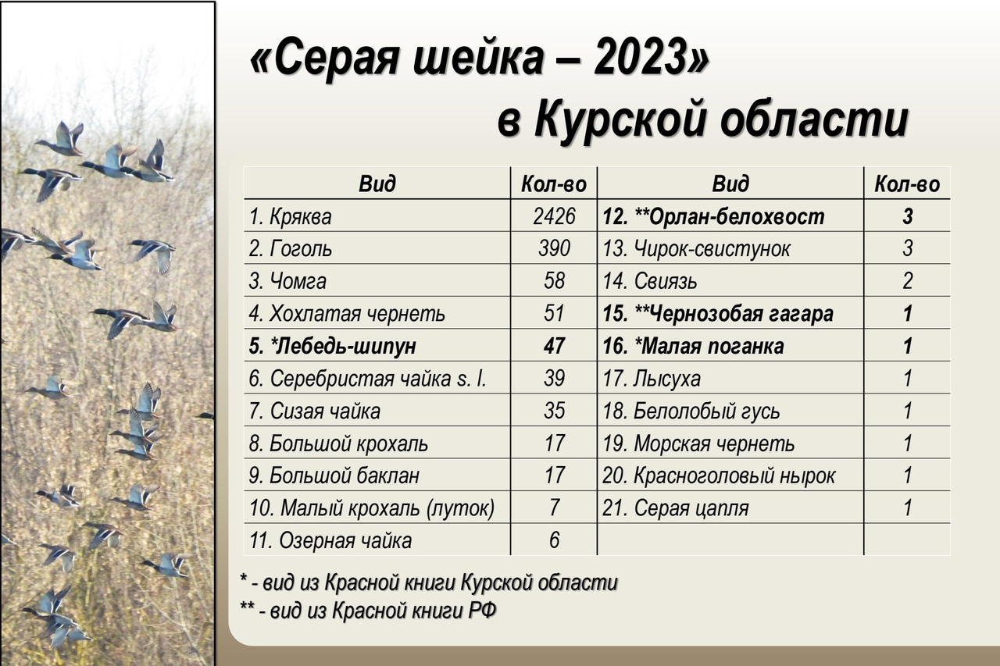 «Серая шейка – 2023»
в Курской области
Вид Кол-во Вид Кол-во
1. Кряква 2426 12. **Орлан-белохвост 3
2. Гоголь 390 13. Чирок-свистунок 3
3. Чомга 58 14. Свиязь 2
4. Хохлатая чернеть 51 15. **Чернозобая гагара 1
5. *Лебедь-шипун 47 16. *Малая поганка 1
6. Серебристая чайка s. l. 39 17. Лысуха 1
7. Сизая чайка 35 18. Белолобый гусь 1
8. Большой крохаль 17 19. Морская чернеть 1
9. Большой баклан 17 20. Красноголовый нырок 1
10. Малый крохаль (луток) 7 21. Серая цапля 1
11. Озерная чайка 6
* - вид из Красной книги Курской области
** - вид из Красной книги РФ